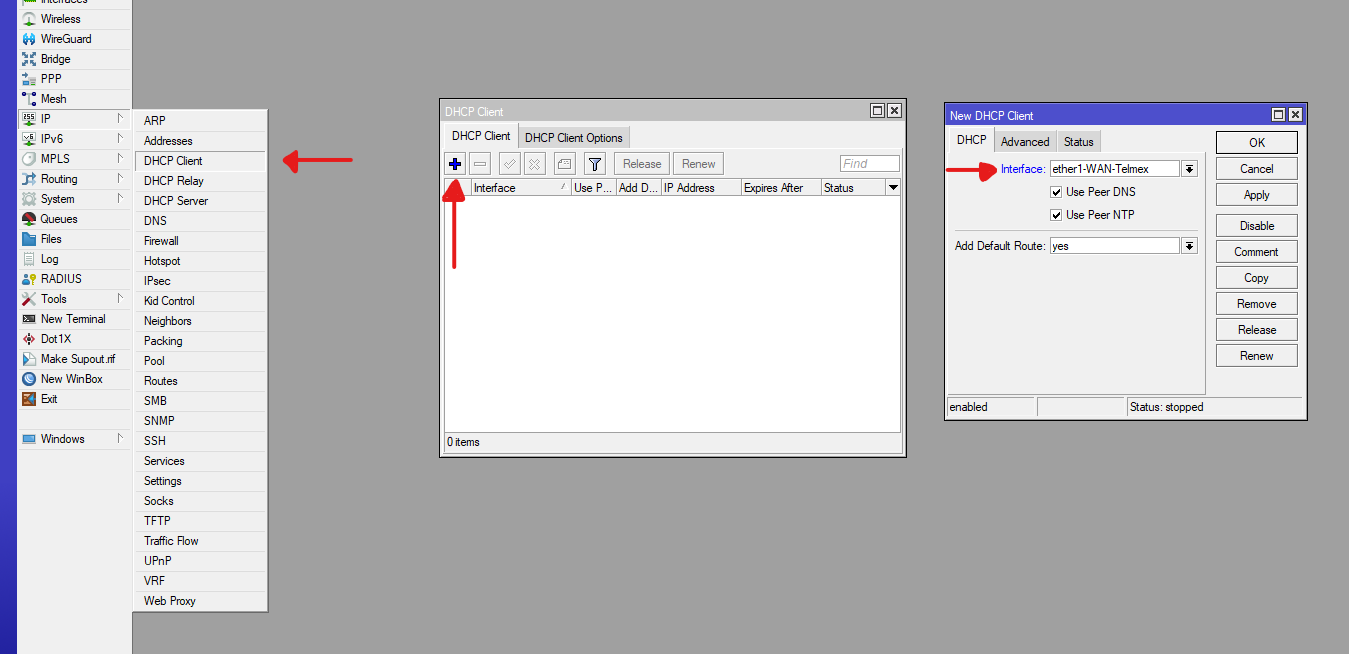 Interfaces
Wireless
WireGuard
Bridge
PPP
Mesh
IP
IPv6
MPLS
Routing
System
Queues
Files
Log
RADIUS
Tools
New Terminal
Dot1X
Make Supout.rif
New WinBox
Exit
Windows
ARP
Addresses
DHCP Client
DHCP Relay
DHCP Server
DNS
Firewall
Hotspot
IPsec
Kid Control
Neighbors
Packing
Pool
Routes
SMB
SNMP
SSH
Services
Settings
Socks
TFTP
Traffic Flow
UPnP
VRF
Web Proxy
DHCP Client
DHCP Client DHCP Client Options
Release Renew Find
Interface Use P... Add D... IP Address Expires After Status
0 items
New DHCP Client
DHCP Advanced Status
Interface: ether1-WAN-Telmex
Use Peer DNS
Use Peer NTP
Add Default Route: yes
OK
Cancel
Apply
Disable
Comment
Copy
Remove
Release
Renew
enabled Status: stopped